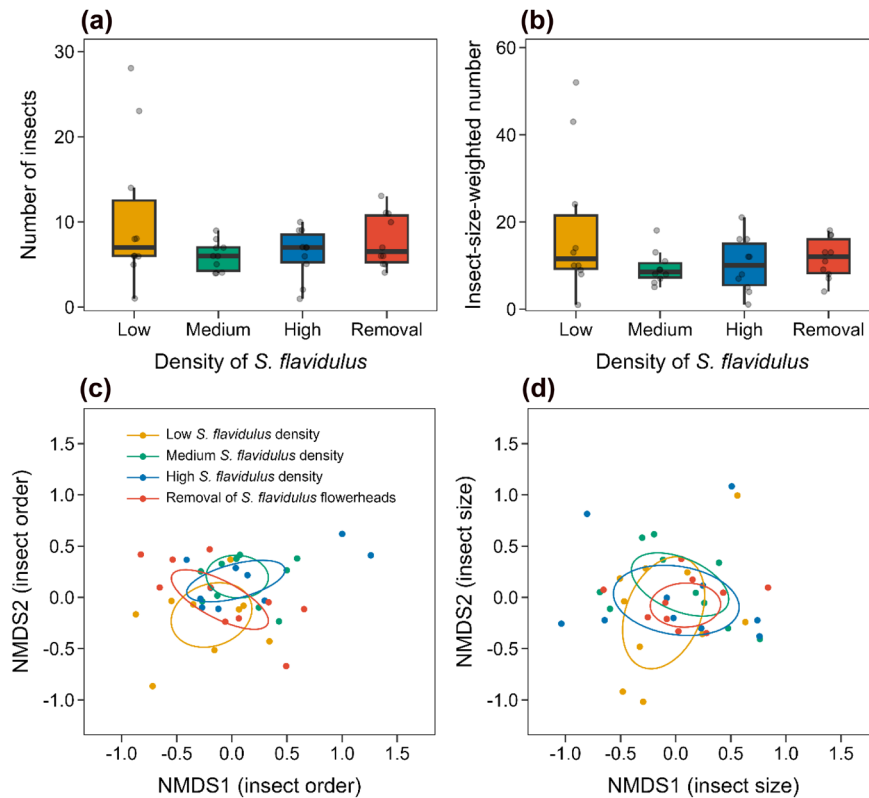 (a)
30
20
10
0
Number of insects
Low Medium High Removal
Density of S. flavidulus
(b)
60
40
20
0
Insect-size-weighted number
Low Medium High Removal
Density of S. flavidulus
(c)
Low S. flavidulus density
Medium S. flavidulus density
High S. flavidulus density
Removal of S. flavidulus flowerheads
1.5
1.0
0.5
0.0
-0.5
-1.0
NMDS2 (insect order)
-1.0 -0.5 0.0 0.5 1.0 1.5
NMDS1 (insect order)
(d)
1.5
1.0
0.5
0.0
-0.5
-1.0
NMDS2 (insect size)
-1.0 -0.5 0.0 0.5 1.0 1.5
NMDS1 (insect size)